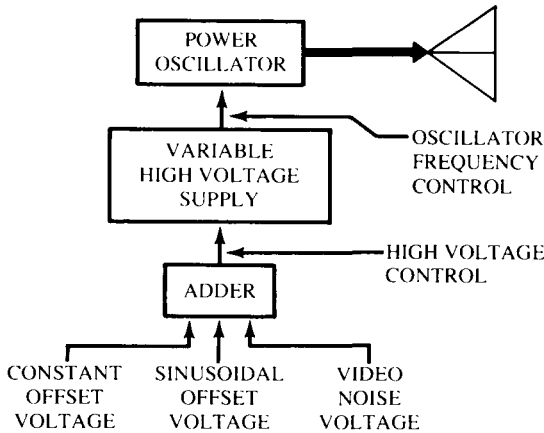 POWER
OSCILLATOR
OSCILLATOR
FREQUENCY
CONTROL
VARIABLE
HIGH VOLTAGE
SUPPLY
HIGH VOLTAGE
CONTROL
ADDER
CONSTANT
OFFSET
VOLTAGE
SINUSOIDAL
OFFSET
VOLTAGE
VIDEO
NOISE
VOLTAGE